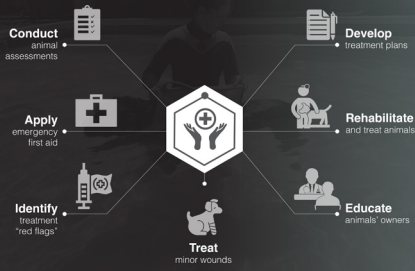 Conduct
animal
assessments
Develop
treatment plans
Apply
emergency
first aid
Rehabilitate
and treat animals
Identify
treatment
"red flags"
Educate
animals' owners
Treat
minor wounds